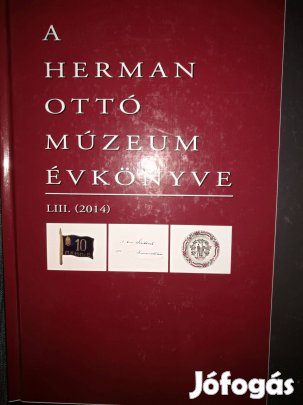 A
HERMAN
OTTÓ
MÚZEUM
ÉVKÖNYVE
LIII. (2014)
10
Jófogás